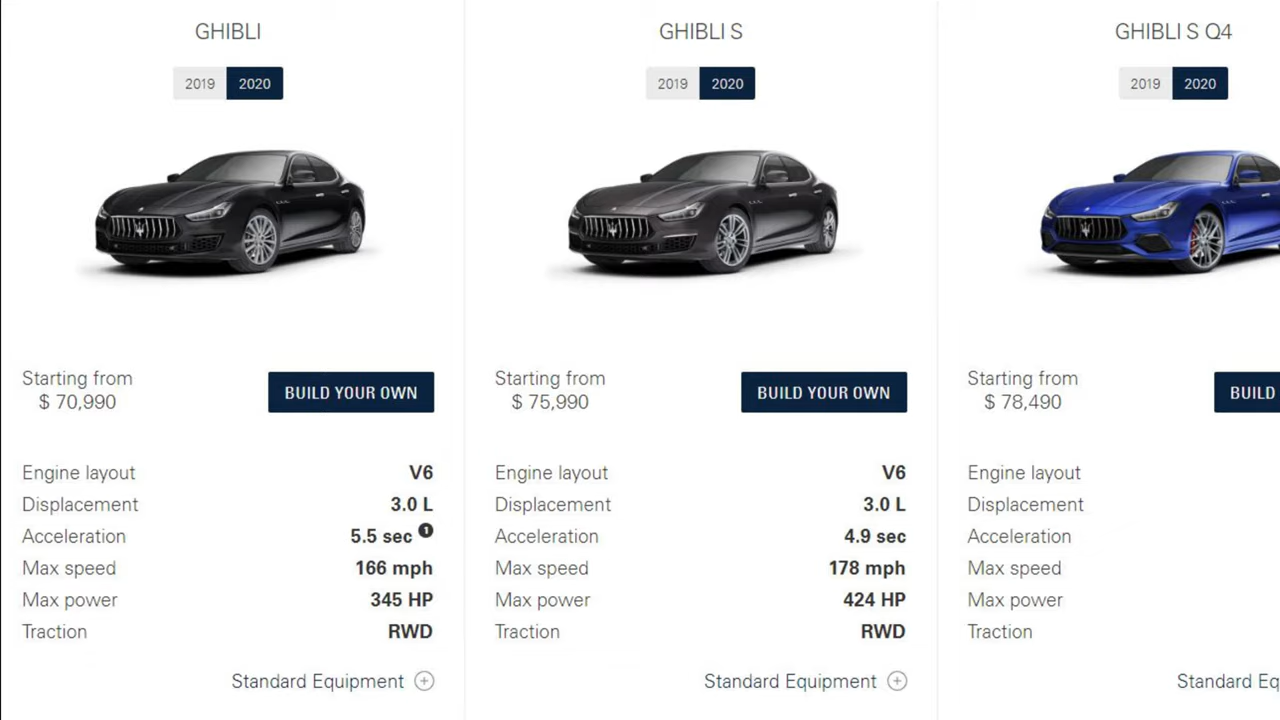 GHIBLI
2019 2020
Starting from
$ 70,990
BUILD YOUR OWN
Engine layout V6
Displacement 3.0 L
Acceleration 5.5 sec 1
Max speed 166 mph
Max power 345 HP
Traction RWD
Standard Equipment
GHIBLI S
2019 2020
Starting from
$ 75,990
BUILD YOUR OWN
Engine layout V6
Displacement 3.0 L
Acceleration 4.9 sec
Max speed 178 mph
Max power 424 HP
Traction RWD
Standard Equipment
GHIBLI S Q4
2019 2020
Starting from
$ 78,490
BUILD
Engine layout
Displacement
Acceleration
Max speed
Max power
Traction
Standard Eq